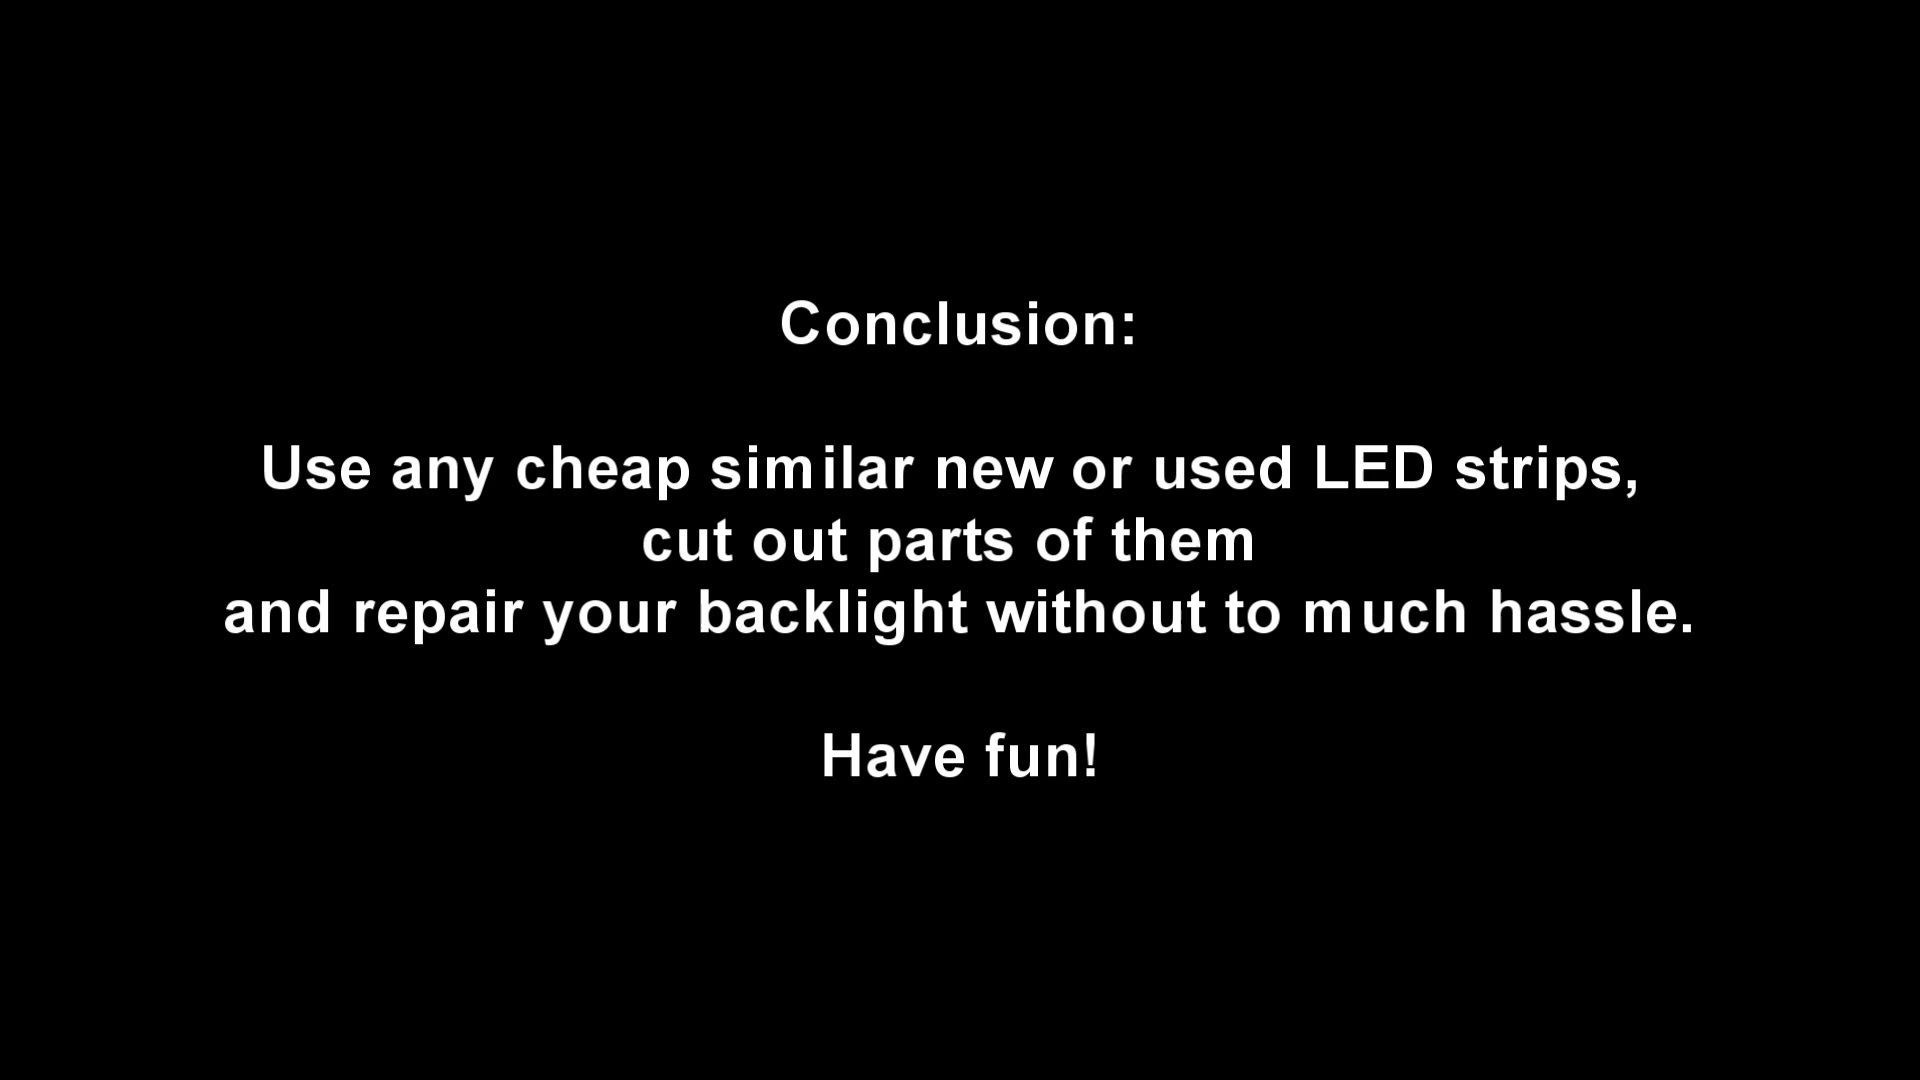 Conclusion:
Use any cheap similar new or used LED strips,
cut out parts of them
and repair your backlight without to much hassle.
Have fun!